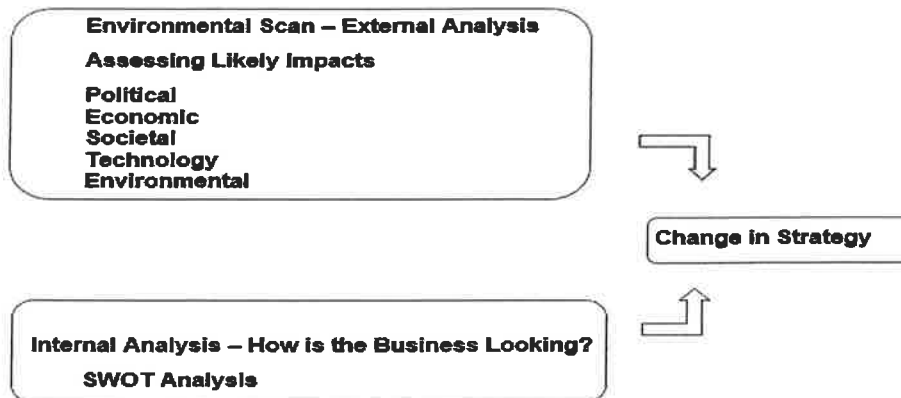 Environmental Scan – External Analysis
Assessing Likely Impacts
Political
Economic
Societal
Technology
Environmental
Change in Strategy
Internal Analysis – How is the Business Looking?
SWOT Analysis